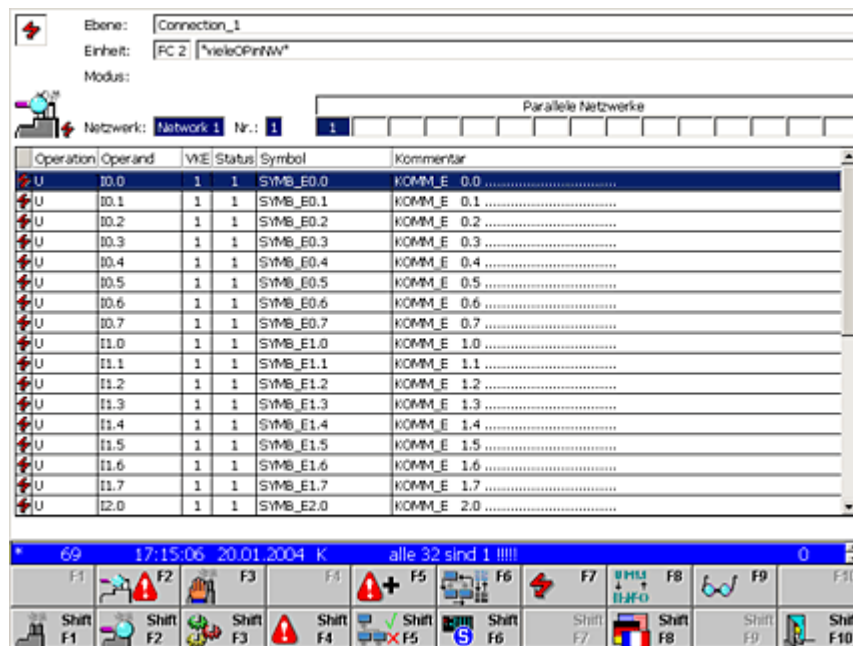 Ebene: Connection_1
Einheit: FC 2 "vieleOPinNW"
Modus:
Parallele Netzwerke
Netzwerk: Network 1 Nr.: 1 1
Operation Operand VKE Status Symbol Kommentar
U I0.0 1 1 SYMB_E0.0 KOMM_E 0.0 .................................
U I0.1 1 1 SYMB_E0.1 KOMM_E 0.1 .................................
U I0.2 1 1 SYMB_E0.2 KOMM_E 0.2 .................................
U I0.3 1 1 SYMB_E0.3 KOMM_E 0.3 .................................
U I0.4 1 1 SYMB_E0.4 KOMM_E 0.4 .................................
U I0.5 1 1 SYMB_E0.5 KOMM_E 0.5 .................................
U I0.6 1 1 SYMB_E0.6 KOMM_E 0.6 .................................
U I0.7 1 1 SYMB_E0.7 KOMM_E 0.7 .................................
U I1.0 1 1 SYMB_E1.0 KOMM_E 1.0 .................................
U I1.1 1 1 SYMB_E1.1 KOMM_E 1.1 .................................
U I1.2 1 1 SYMB_E1.2 KOMM_E 1.2 .................................
U I1.3 1 1 SYMB_E1.3 KOMM_E 1.3 .................................
U I1.4 1 1 SYMB_E1.4 KOMM_E 1.4 .................................
U I1.5 1 1 SYMB_E1.5 KOMM_E 1.5 .................................
U I1.6 1 1 SYMB_E1.6 KOMM_E 1.6 .................................
U I1.7 1 1 SYMB_E1.7 KOMM_E 1.7 .................................
U I2.0 1 1 SYMB_E2.0 KOMM_E 2.0 .................................
* 69 17:15:06 20.01.2004 K alle 32 sind 1 !!!!! 0
F1 F2 F3 F4 F5 F6 F7 F8 F9 F10
Shift Shift Shift Shift Shift Shift Shift Shift Shift Shift
F1 F2 F3 F4 F5 F6 F7 F8 F9 F10